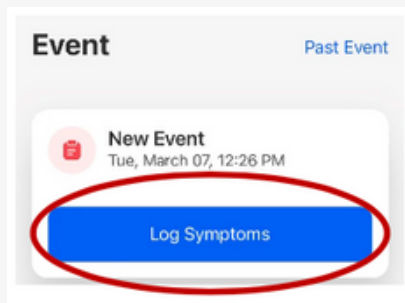 Event
Past Event
New Event
Tue, March 07, 12:26 PM
Log Symptoms